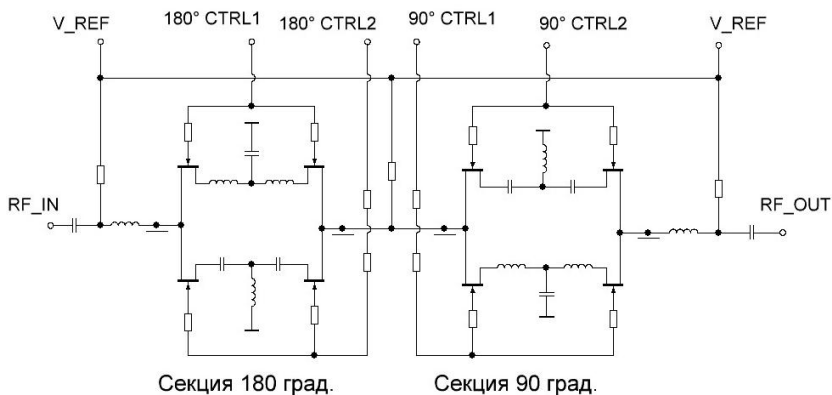 V_REF
180° CTRL1
180° CTRL2
90° CTRL1
90° CTRL2
V_REF
RF_IN
RF_OUT
Секция 180 град.
Секция 90 град.